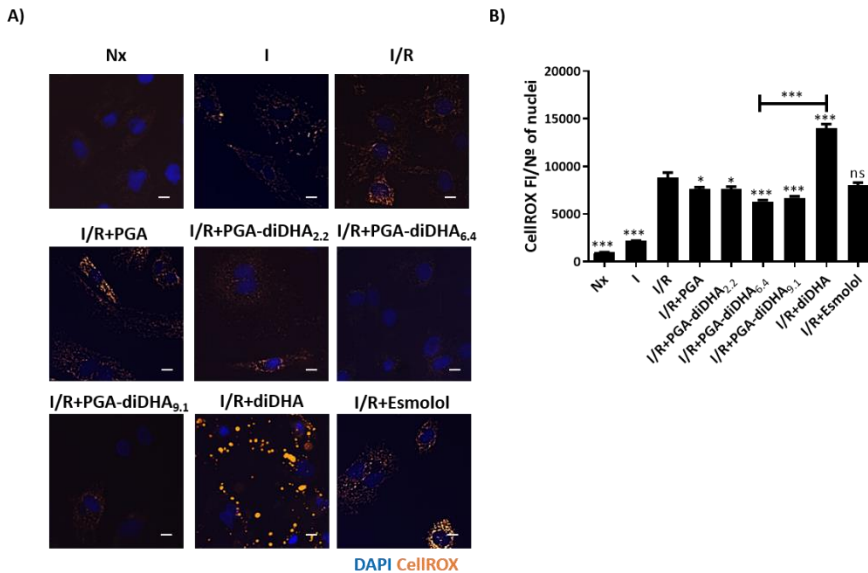 A)
Nx I I/R
I/R+PGA I/R+PGA-diDHA2.2 I/R+PGA-diDHA6.4
I/R+PGA-diDHA9.1 I/R+diDHA I/R+Esmolol
DAPI CellROX
B)
CellROX FI/Nº of nuclei
20000
15000
10000
5000
0
***
***
***
***
*
*
***
***
ns
Nx
I
I/R
I/R+PGA
I/R+PGA-diDHA2.2
I/R+PGA-diDHA6.4
I/R+PGA-diDHA9.1
I/R+diDHA
I/R+Esmolol